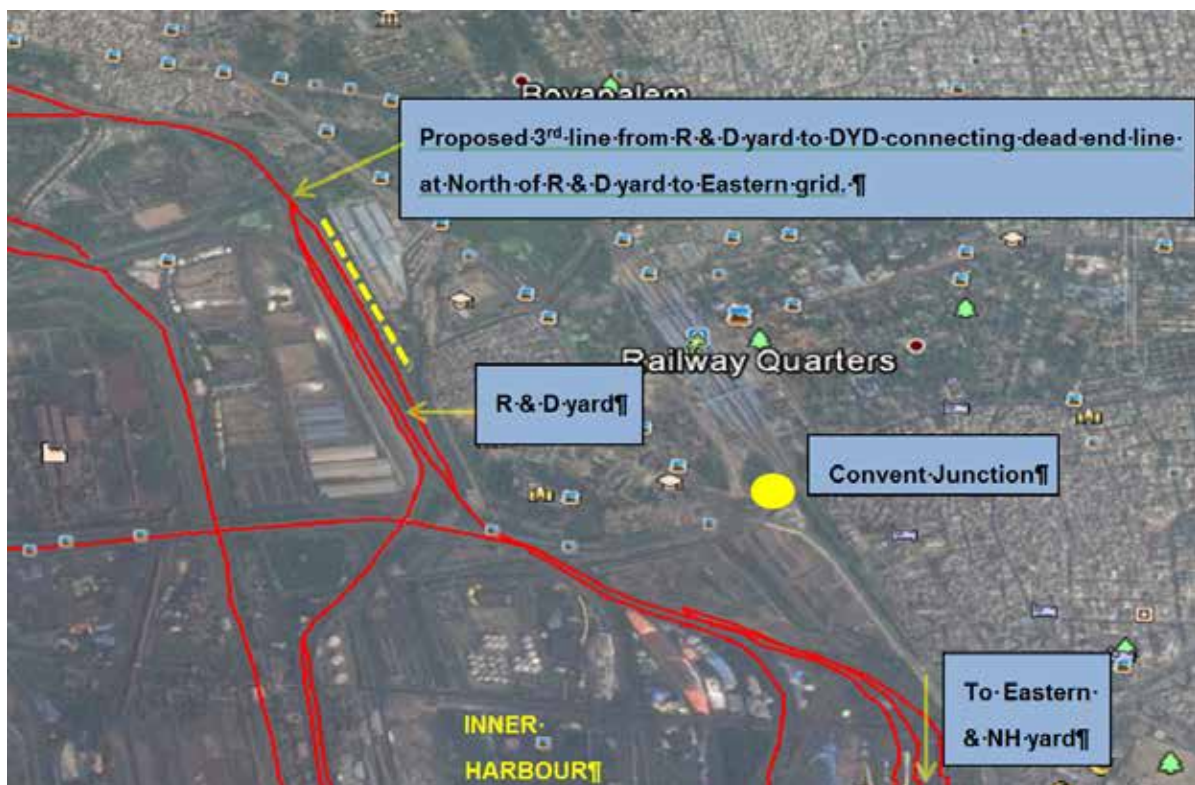 Boyapalem
Proposed·3rd·line·from·R·&·D·yard·to·DYD·connecting·dead·end·line·
at·North·of·R·&·D·yard·to·Eastern·grid.·¶
Railway Quarters
R·&·D·yard¶
Convent·Junction¶
To·Eastern·
&·NH·yard¶
INNER·
HARBOUR¶